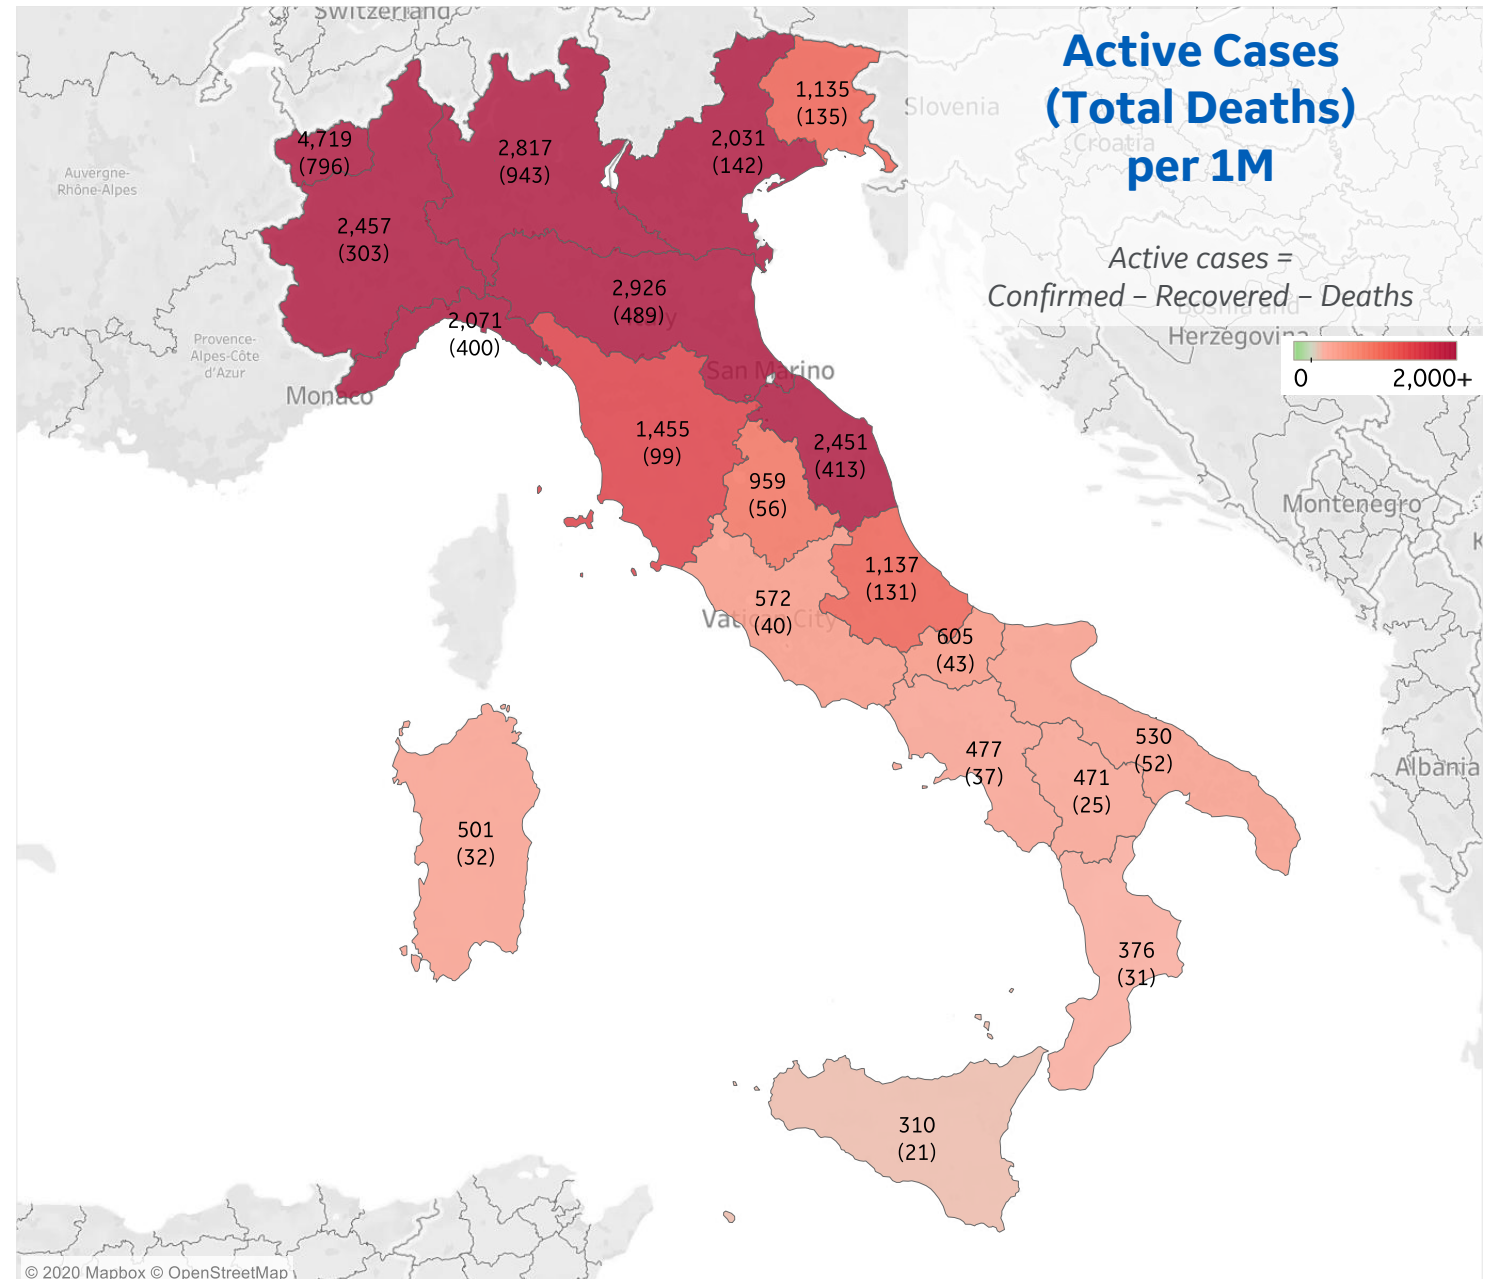 Switzerland
Active Cases
(Total Deaths)
per 1M
Active cases =
Confirmed – Recovered – Deaths
0
2,000+
Slovenia
Croatia
Bosnia and
Herzegovina
Montenegro
K
Albania
Auvergne-
Rhône-Alpes
Provence-
Alpes-Côte
d'Azur
Monaco
San Marino
Vatican City
4,719
(796)
2,817
(943)
2,031
(142)
1,135
(135)
2,457
(303)
2,926
(489)
2,071
(400)
1,455
(99)
2,451
(413)
959
(56)
1,137
(131)
572
(40)
605
(43)
530
(52)
477
(37)
471
(25)
501
(32)
376
(31)
310
(21)
© 2020 Mapbox © OpenStreetMap